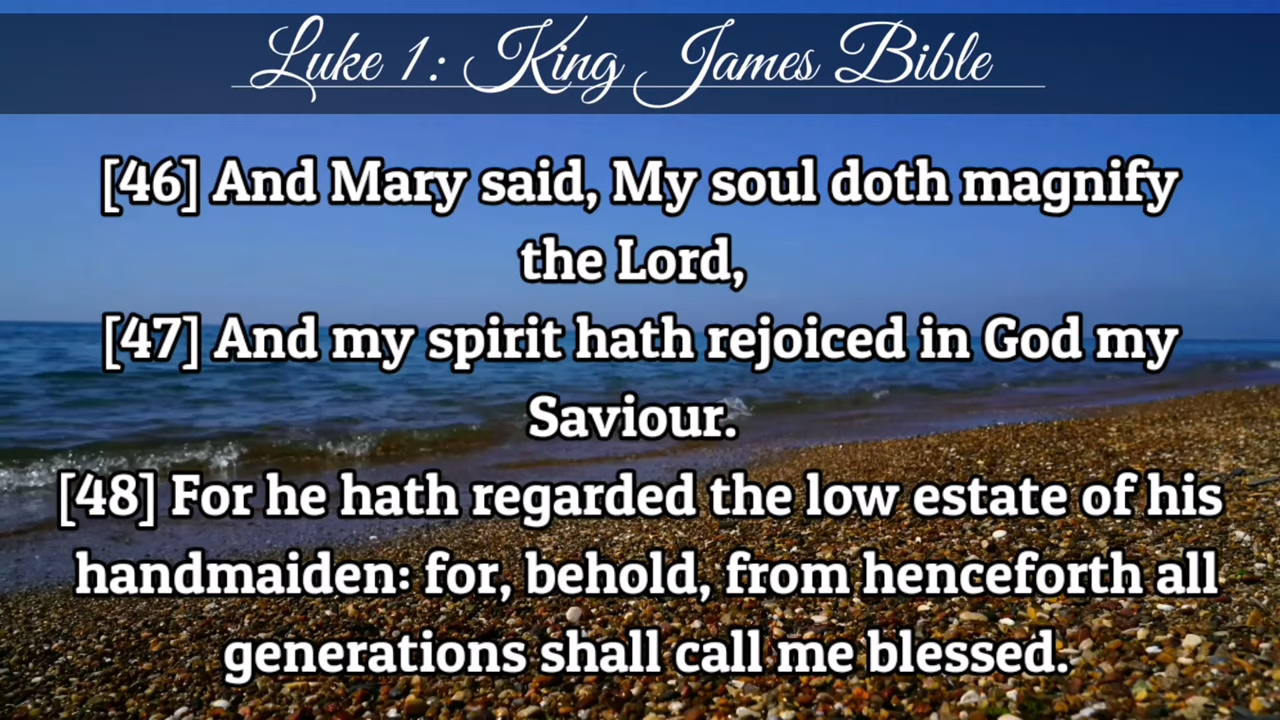 Luke 1: King James Bible
[46] And Mary said, My soul doth magnify
the Lord,
[47] And my spirit hath rejoiced in God my
Saviour.
[48] For he hath regarded the low estate of his
handmaiden: for, behold, from henceforth all
generations shall call me blessed.